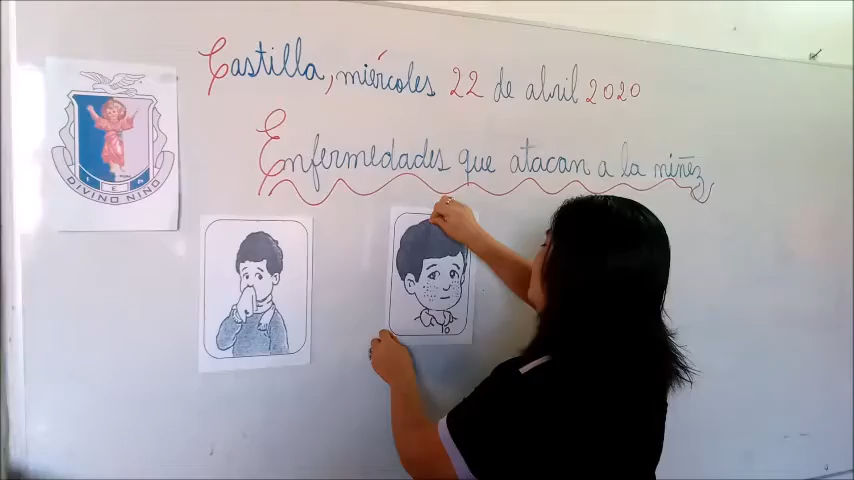 Castilla, miércoles 22 de abril 2020
Enfermedades que atacan a la niñez
I E P
DIVINO NIÑO